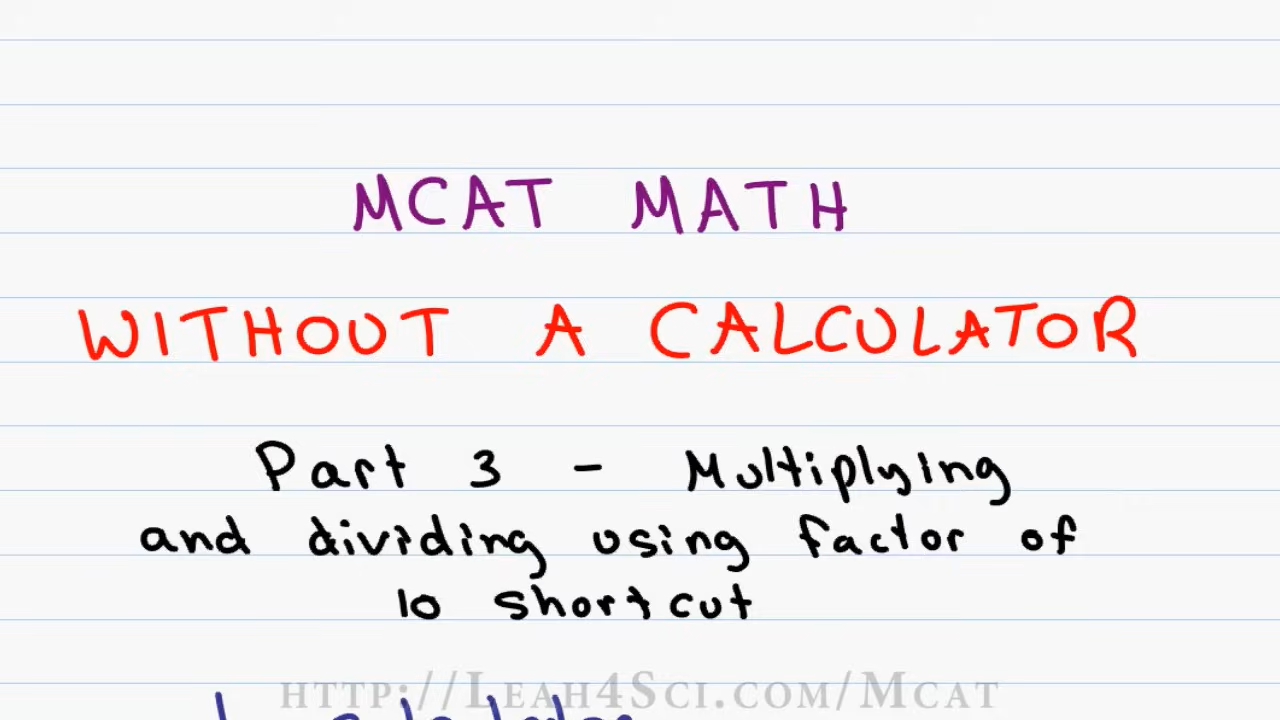 MCAT MATH
WITHOUT A CALCULATOR
Part 3 - Multiplying
and dividing using factor of
10 shortcut
http://Leah4Sci.com/Mcat